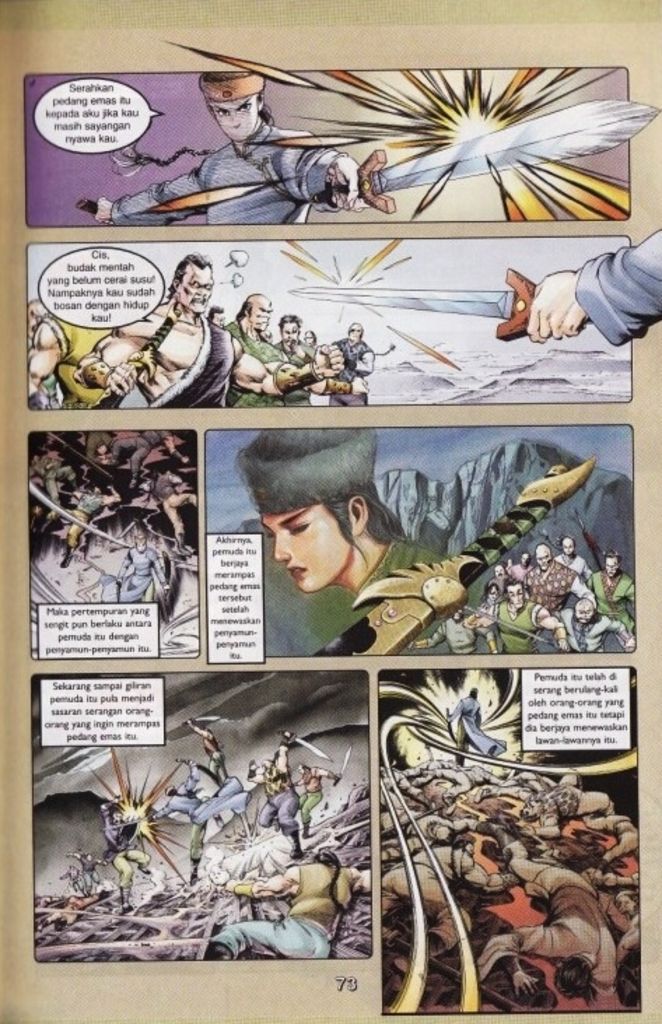 Serahkan
pedang emas itu
kepada aku jika kau
masih sayangan
nyawa kau.
Cis,
budak mentah
yang belum cerai susu!
Nampaknya kau sudah
bosan dengan hidup
kau!
Maka pertempuran yang
sengit pun berlaku antara
pemuda itu dengan
penyamun-penyamun itu.
Akhirnya,
pemuda itu
berjaya
merampas
pedang emas
tersebut
setelah
menewaskan
penyamun-
penyamun
itu.
Sekarang sampai giliran
pemuda itu pula menjadi
sasaran serangan orang-
orang yang ingin merampas
pedang emas itu.
Pemuda itu telah di
serang berulang-kali
oleh orang-orang yang
pedang emas itu tetapi
dia berjaya menewaskan
lawan-lawannya itu.
73